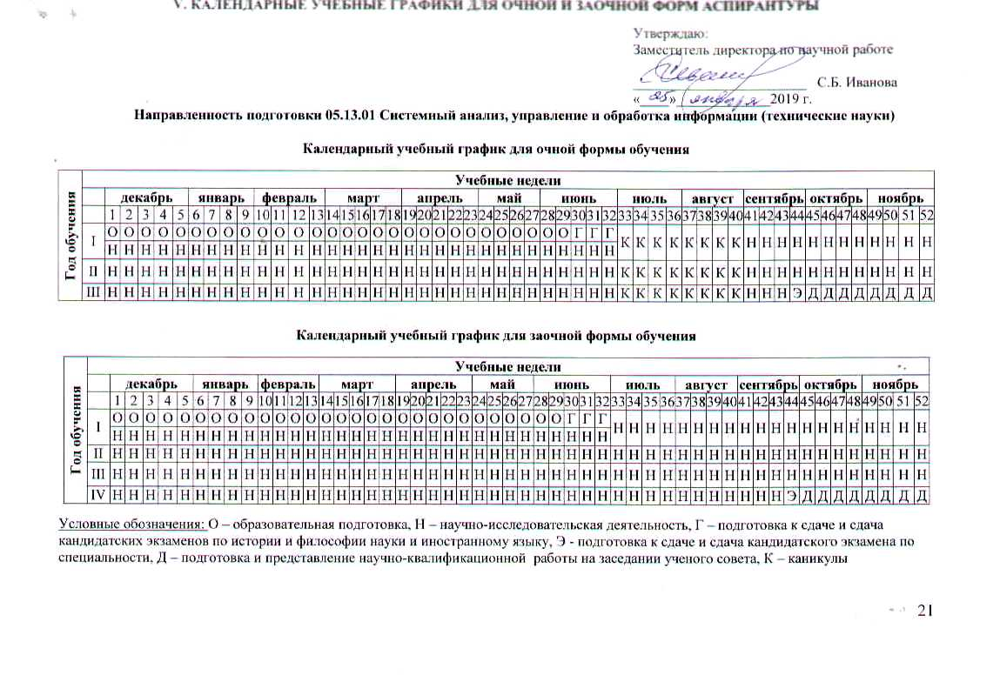 V. КАЛЕНДАРНЫЕ УЧЕБНЫЕ ГРАФИКИ ДЛЯ ОЧНОЙ И ЗАОЧНОЙ ФОРМ АСПИРАНТУРЫ
Утверждаю:
Заместитель директора по научной работе
С.Б. Иванова
« 25 » января 2019 г.
Направленность подготовки 05.13.01 Системный анализ, управление и обработка информации (технические науки)
Календарный учебный график для очной формы обучения
Год обучения
Учебные недели
декабрь январь февраль март апрель май июнь июль август сентябрь октябрь ноябрь
1 2 3 4 5 6 7 8 9 10 11 12 13 14 15 16 17 18 19 20 21 22 23 24 25 26 27 28 29 30 31 32 33 34 35 36 37 38 39 40 41 42 43 44 45 46 47 48 49 50 51 52
I О О О О О О О О О О О О О О О О О О О О О О О О О О О О О Г Г Г К К К К К К К К Н Н Н Н Н Н Н Н Н Н Н Н
Н Н Н Н Н Н Н Н Н Н Н Н Н Н Н Н Н Н Н Н Н Н Н Н Н Н Н Н Н Н Н Н
II Н Н Н Н Н Н Н Н Н Н Н Н Н Н Н Н Н Н Н Н Н Н Н Н Н Н Н Н Н Н Н Н К К К К К К К К Н Н Н Н Н Н Н Н Н Н Н Н
III Н Н Н Н Н Н Н Н Н Н Н Н Н Н Н Н Н Н Н Н Н Н Н Н Н Н Н Н Н Н Н Н К К К К К К К К Н Н Н Э Д Д Д Д Д Д Д Д
Календарный учебный график для заочной формы обучения
Год обучения
Учебные недели
декабрь январь февраль март апрель май июнь июль август сентябрь октябрь ноябрь
1 2 3 4 5 6 7 8 9 10 11 12 13 14 15 16 17 18 19 20 21 22 23 24 25 26 27 28 29 30 31 32 33 34 35 36 37 38 39 40 41 42 43 44 45 46 47 48 49 50 51 52
I О О О О О О О О О О О О О О О О О О О О О О О О О О О О О Г Г Г Н Н Н Н Н Н Н Н Н Н Н Н Н Н Н Н Н Н Н Н
Н Н Н Н Н Н Н Н Н Н Н Н Н Н Н Н Н Н Н Н Н Н Н Н Н Н Н Н Н Н Н Н
II Н Н Н Н Н Н Н Н Н Н Н Н Н Н Н Н Н Н Н Н Н Н Н Н Н Н Н Н Н Н Н Н Н Н Н Н Н Н Н Н Н Н Н Н Н Н Н Н Н Н Н Н
III Н Н Н Н Н Н Н Н Н Н Н Н Н Н Н Н Н Н Н Н Н Н Н Н Н Н Н Н Н Н Н Н Н Н Н Н Н Н Н Н Н Н Н Н Н Н Н Н Н Н Н Н
IV Н Н Н Н Н Н Н Н Н Н Н Н Н Н Н Н Н Н Н Н Н Н Н Н Н Н Н Н Н Н Н Н Н Н Н Н Н Н Н Н Н Н Н Э Д Д Д Д Д Д Д Д
Условные обозначения: О – образовательная подготовка, Н – научно-исследовательская деятельность, Г – подготовка к сдаче и сдача
кандидатских экзаменов по истории и философии науки и иностранному языку, Э - подготовка к сдаче и сдача кандидатского экзамена по
специальности, Д – подготовка и представление научно-квалификационной работы на заседании ученого совета, К – каникулы
21